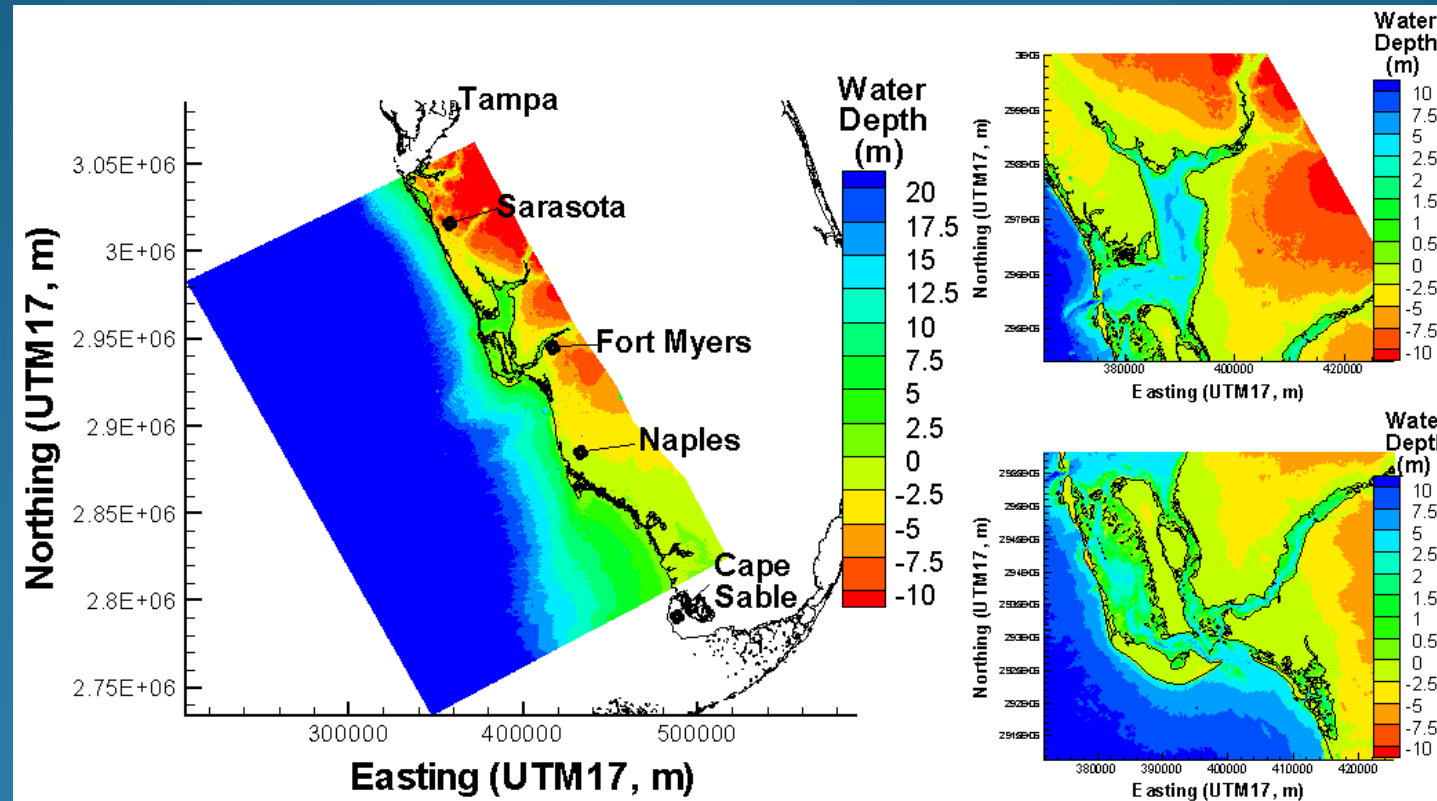 Tampa
Water
Depth
(m)
3.05E+06
3E+06
2.95E+06
2.9E+06
2.85E+06
2.8E+06
2.75E+06
Northing (UTM17, m)
Sarasota
Fort Myers
Naples
Cape
Sable
20
17.5
15
12.5
10
7.5
5
2.5
0
-2.5
-5
-7.5
-10
300000
400000
500000
Easting (UTM17, m)
Water
Depth
(m)
10
7.5
5
2.5
2
1.5
1
0.5
0
-2.5
-5
-7.5
-10
Northing (UTM17, m)
380000
400000
420000
Easting (UTM17, m)
Wate
Dept
(m)
10
7.5
5
2.5
2
1.5
1
0.5
0
-2.5
-5
-7.5
-10
Northing (UTM17, m)
380000
390000
400000
410000
420000
Easting (UTM17, m)